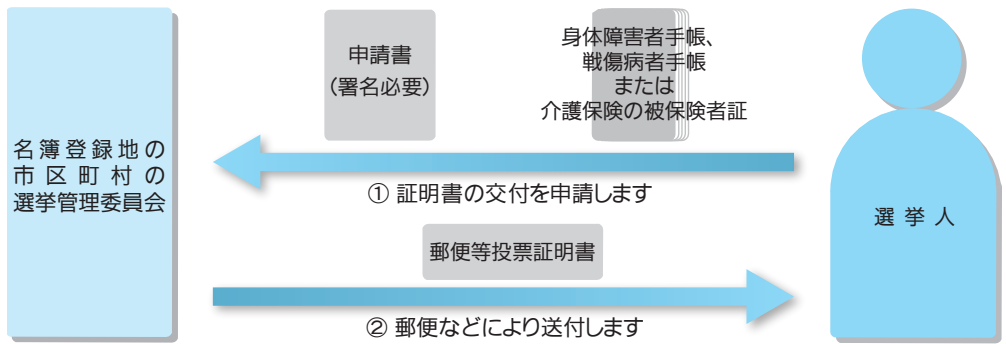 申請書
(署名必要)
身体障害者手帳、
戦傷病者手帳
または
介護保険の被保険者証
名簿登録地の
市区町村の
選挙管理委員会
① 証明書の交付を申請します
選挙人
郵便等投票証明書
② 郵便などにより送付します